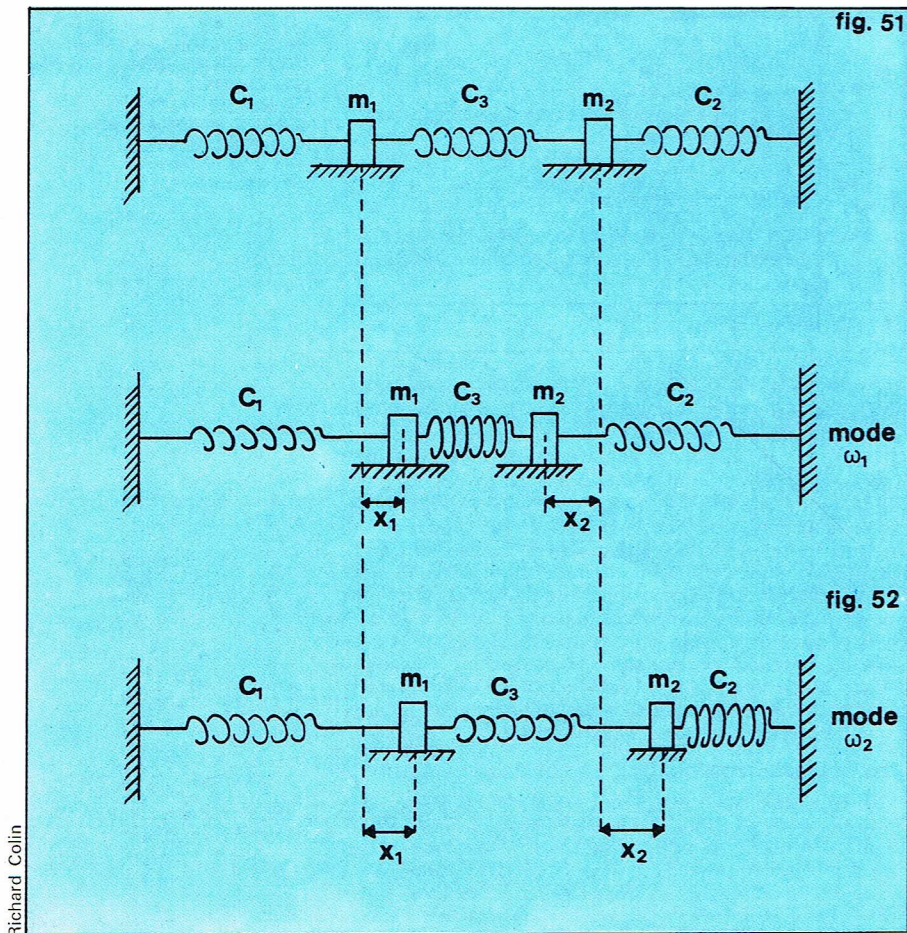 fig. 51
C₁ m₁ C₃ m₂ C₂
C₁ m₁ C₃ m₂ C₂
mode
ω₁
x₁ x₂
fig. 52
C₁ m₁ C₃ m₂ C₂
mode
ω₂
x₁ x₂
Richard Colin